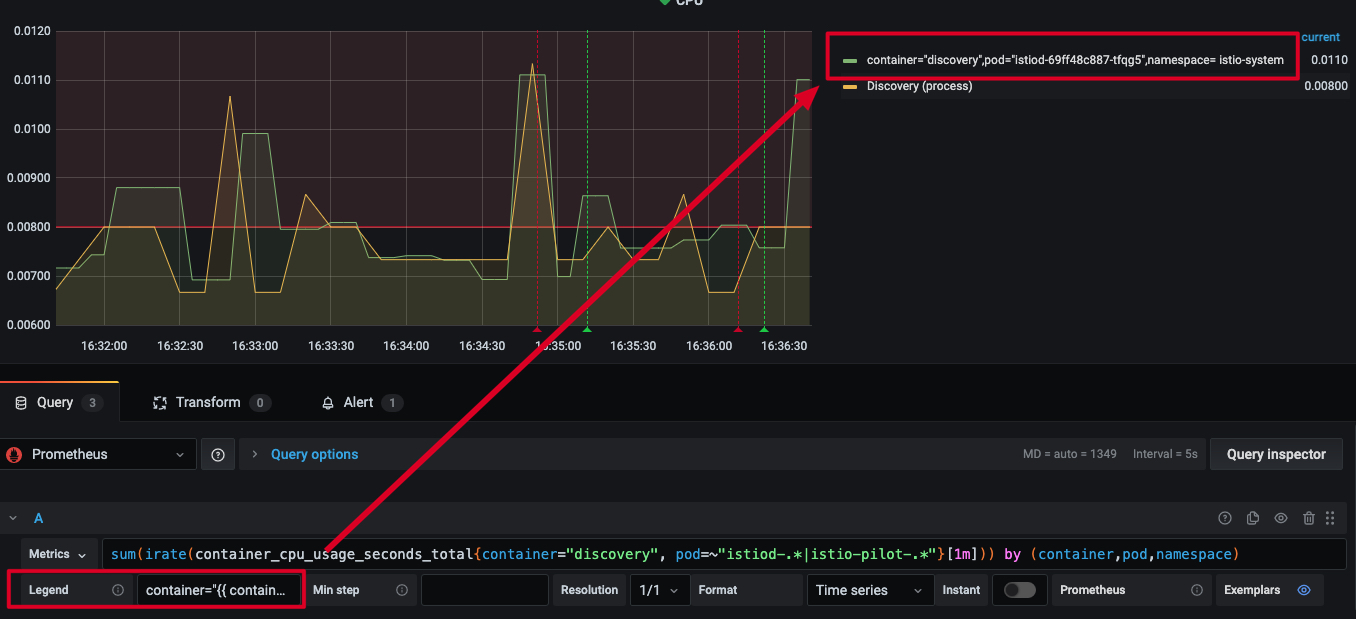 CPU
0.0120
0.0110
0.0100
0.00900
0.00800
0.00700
0.00600
16:32:00 16:32:30 16:33:00 16:33:30 16:34:00 16:34:30 16:35:00 16:35:30 16:36:00 16:36:30
current
container="discovery",pod="istiod-69ff48c887-tfqg5",namespace= istio-system 0.0110
Discovery (process) 0.00800
Query 3 Transform 0 Alert 1
Prometheus Query options MD = auto = 1349 Interval = 5s Query inspector
A
Metrics sum(irate(container_cpu_usage_seconds_total{container="discovery", pod=~"istiod-.*|istio-pilot-.*"}[1m])) by (container,pod,namespace)
Legend container="{{ contain... Min step Resolution 1/1 Format Time series Instant Prometheus Exemplars